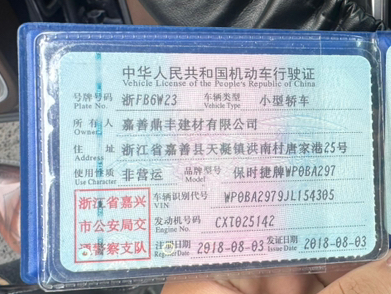 中华人民共和国机动车行驶证
Vehicle License of the People's Republic of China
号牌号码 浙FB6W23 车辆类型 小型轿车
Plate No. Vehicle Type
所有人 嘉善鼎丰建材有限公司
Owner
住址 浙江省嘉善县天凝镇洪南村唐家港25号
Address
使用性质 非营运 品牌型号 保时捷牌WP0BA297
Use Character Model
浙江省嘉兴
市公安局交
通警察支队
车辆识别代号 WP0BA2979JL154305
VIN
发动机号码 CXT025142
Engine No.
注册日期 2018-08-03 发证日期 2018-08-03
Register Date Issue Date